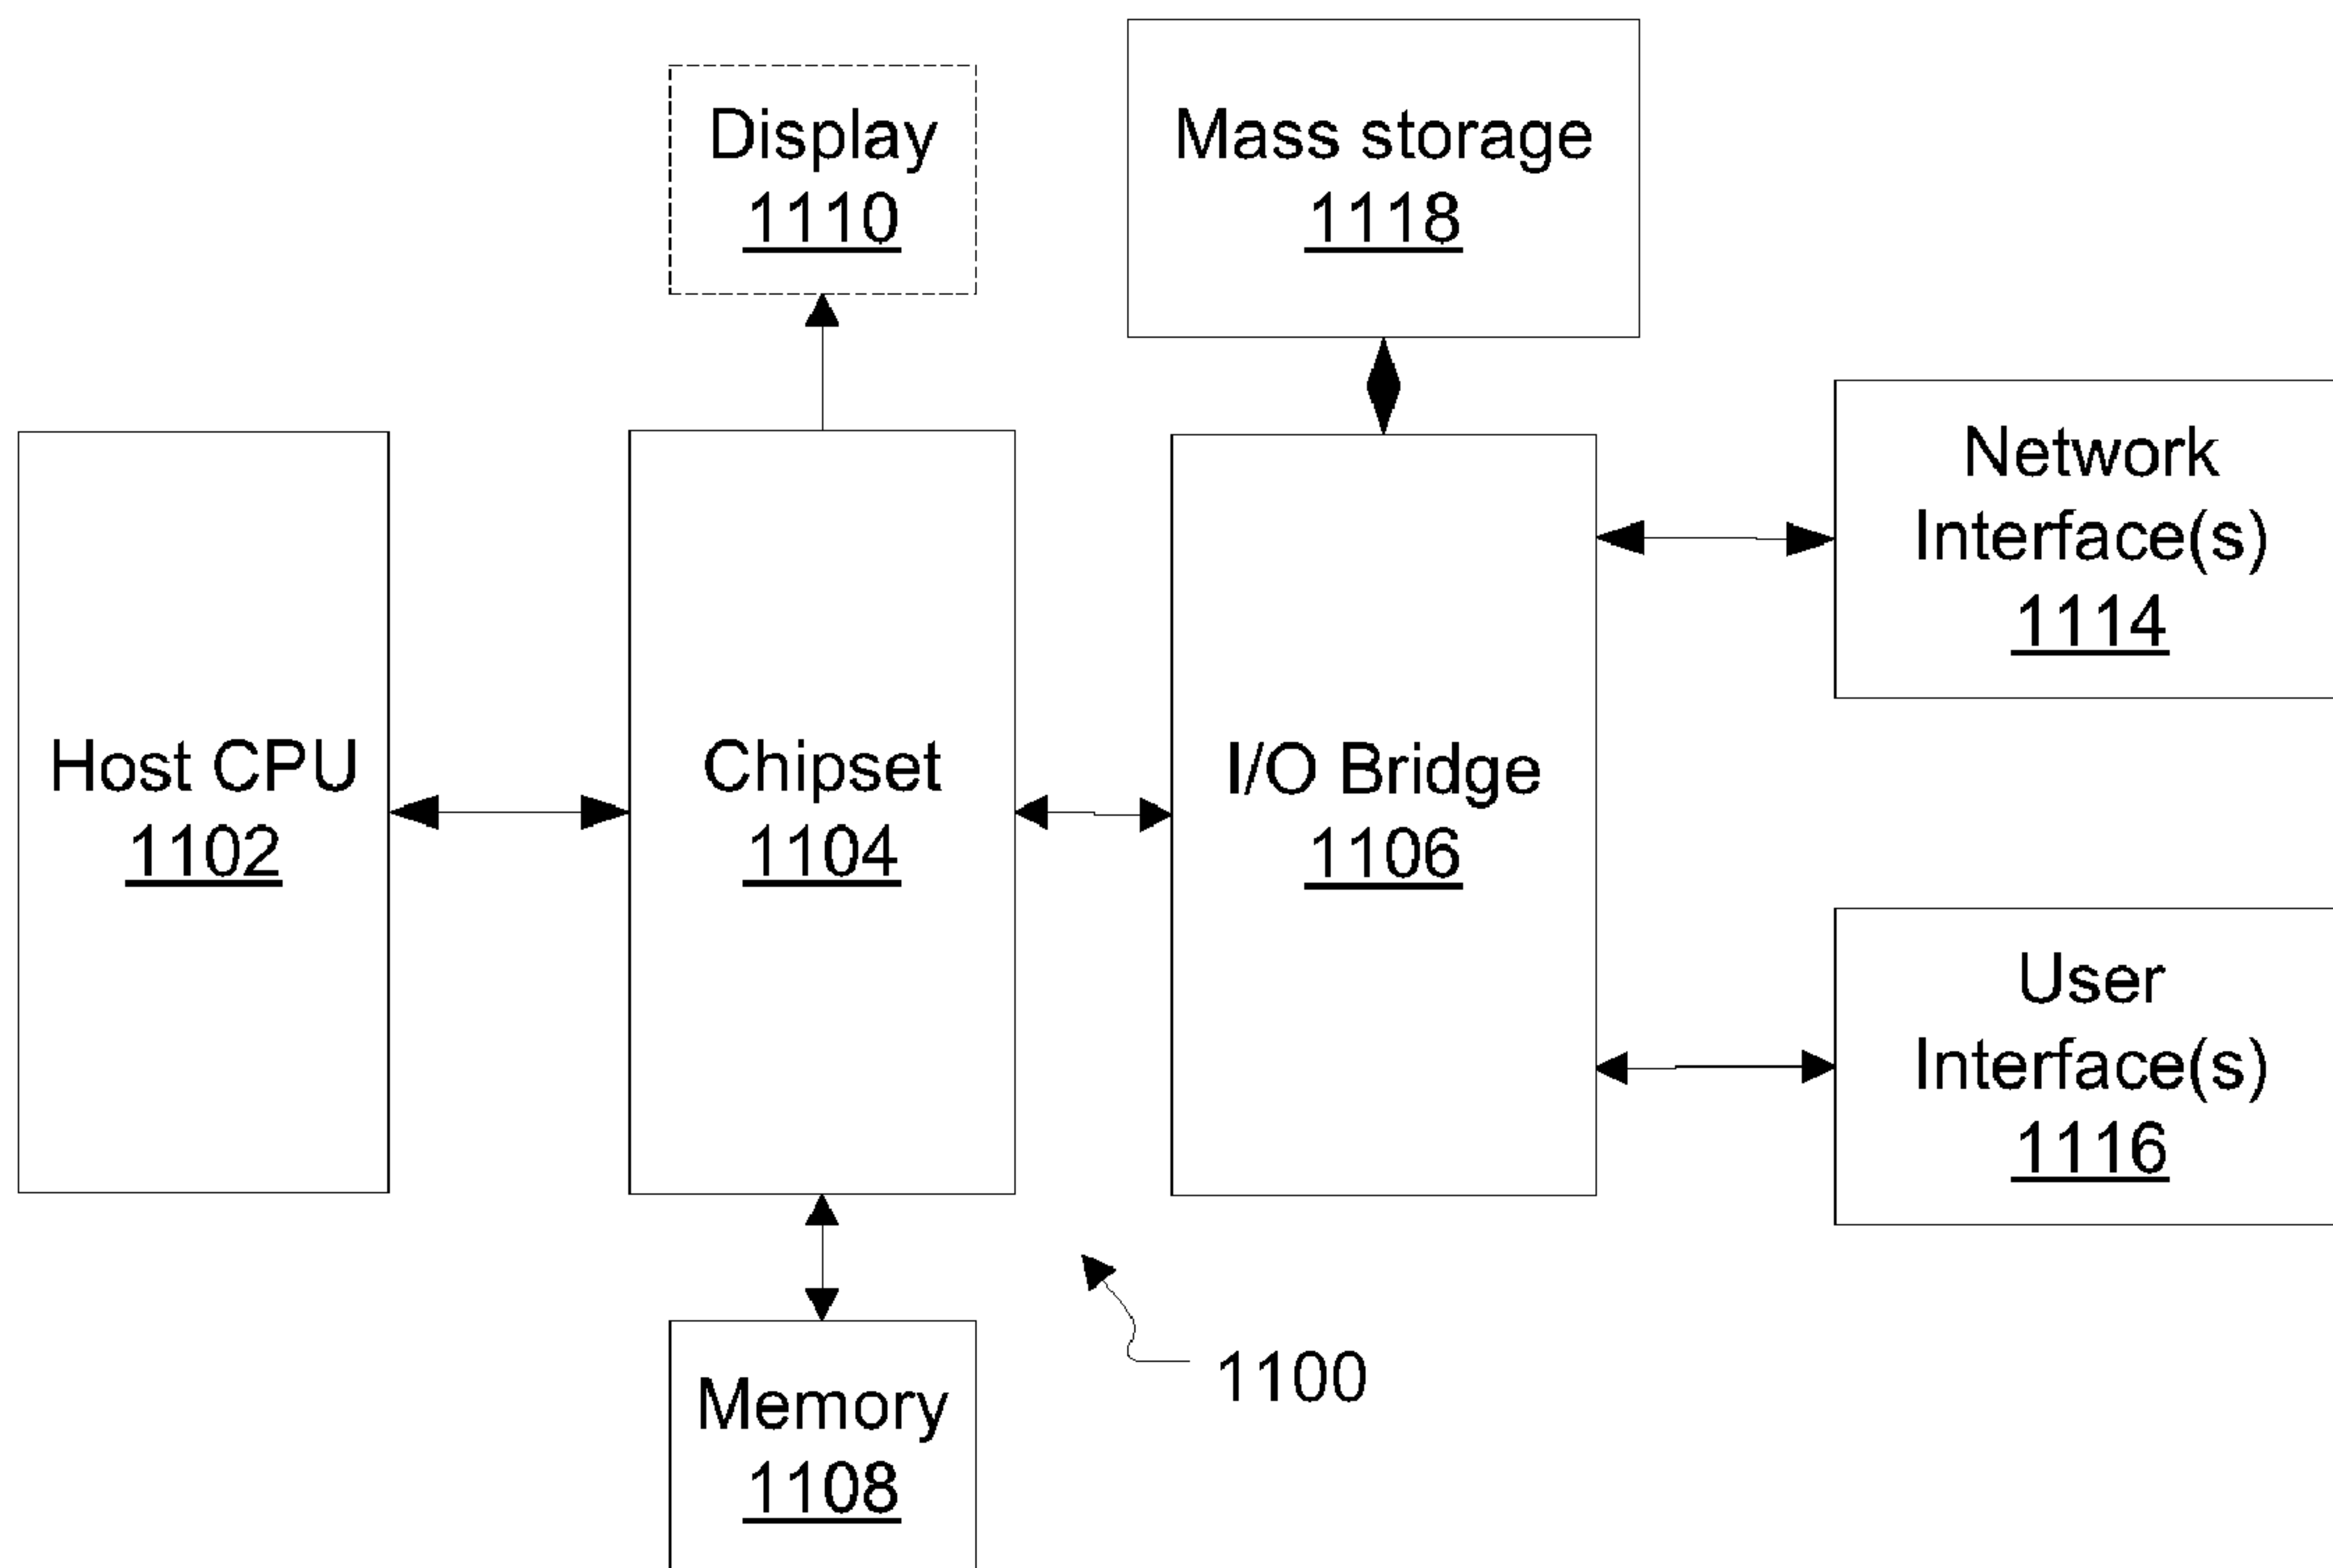 Display
1110
Mass storage
1118
Network
Interface(s)
1114
Host CPU
1102
Chipset
1104
I/O Bridge
1106
User
Interface(s)
1116
1100
Memory
1108